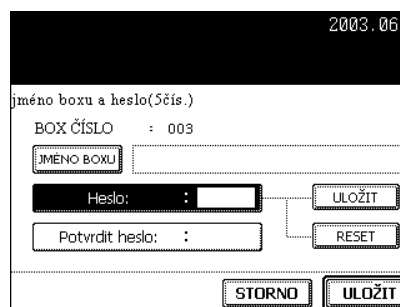 2003.06
jméno boxu a heslo(5čís.)
BOX ČÍSLO : 003
JMÉNO BOXU
Heslo: : ULOŽIT
Potvrdit heslo: : RESET
STORNO ULOŽIT